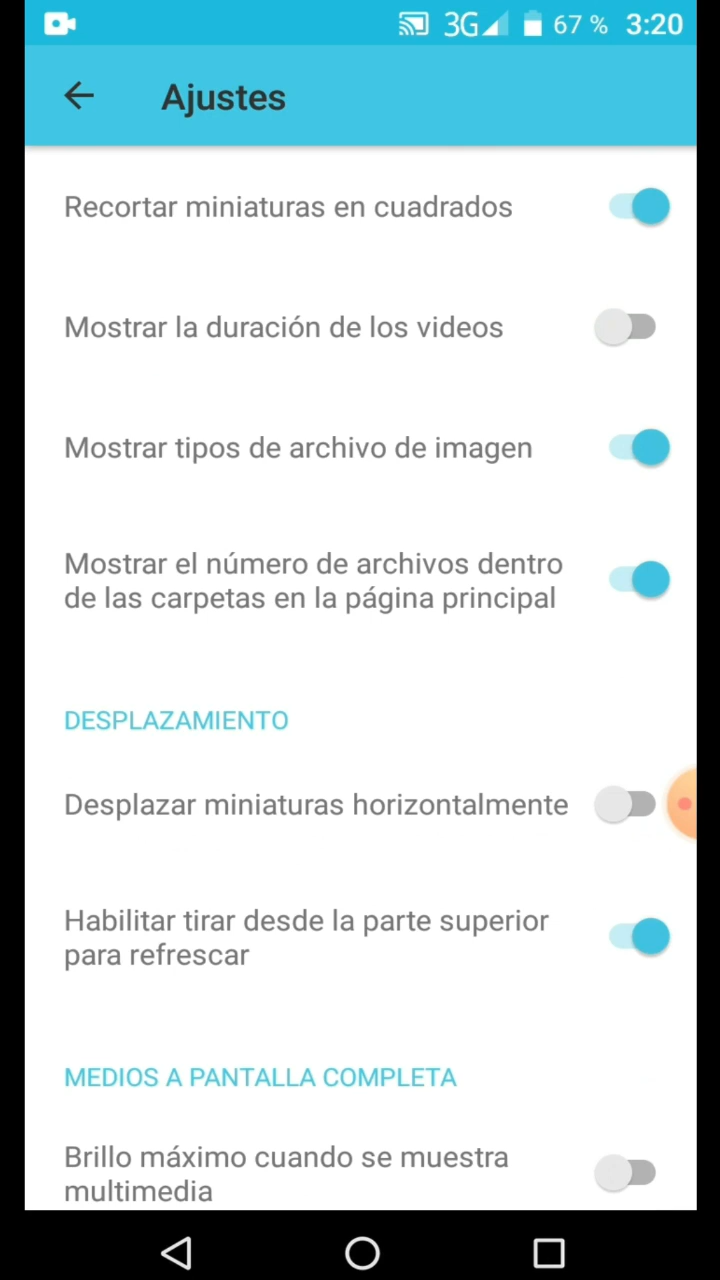 3G 67 % 3:20
Ajustes
Recortar miniaturas en cuadrados
Mostrar la duración de los videos
Mostrar tipos de archivo de imagen
Mostrar el número de archivos dentro
de las carpetas en la página principal
DESPLAZAMIENTO
Desplazar miniaturas horizontalmente
Habilitar tirar desde la parte superior
para refrescar
MEDIOS A PANTALLA COMPLETA
Brillo máximo cuando se muestra
multimedia